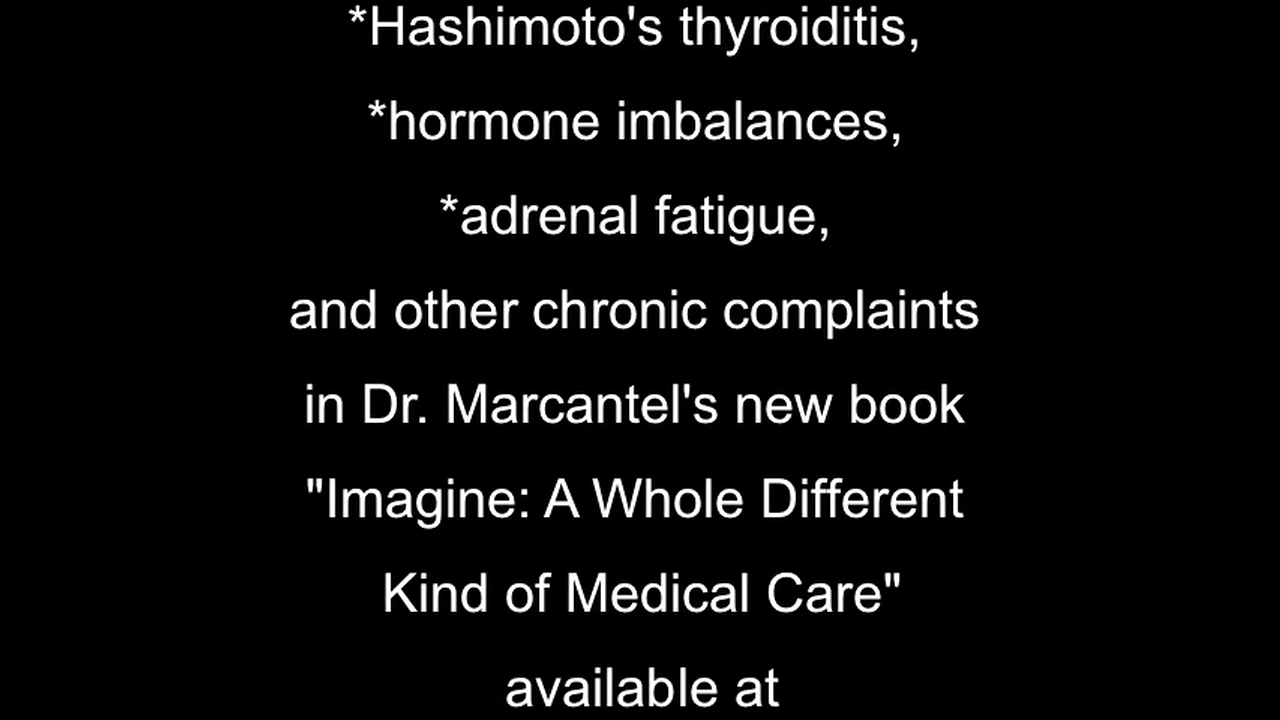 *Hashimoto's thyroiditis,
*hormone imbalances,
*adrenal fatigue,
and other chronic complaints
in Dr. Marcantel's new book
"Imagine: A Whole Different
Kind of Medical Care"
available at